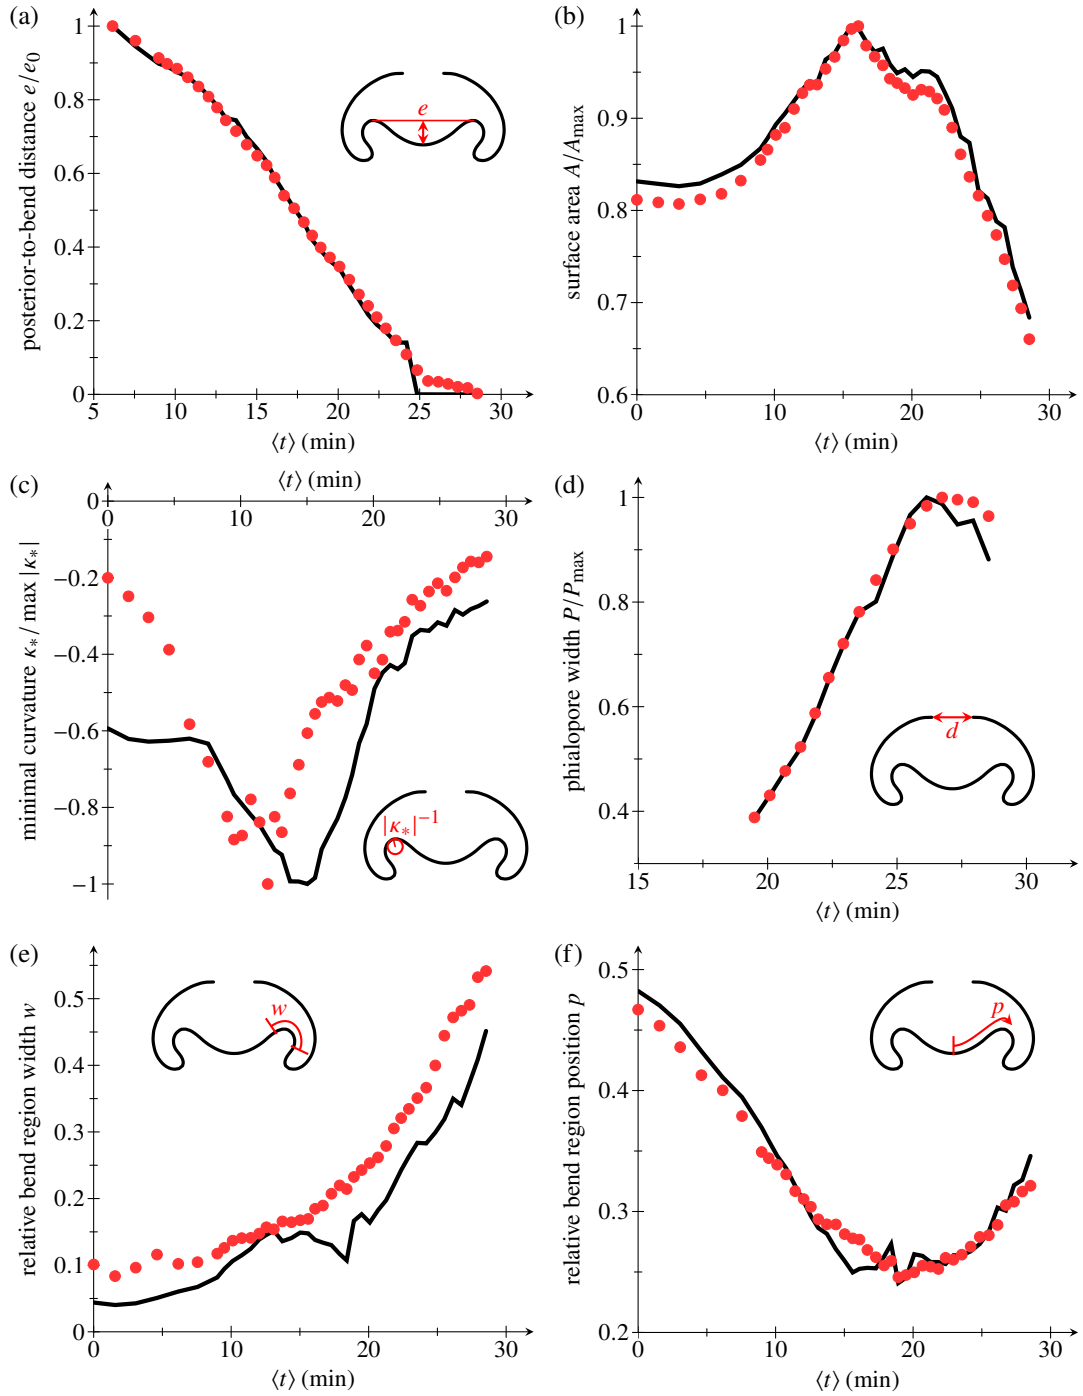 (a)
posterior-to-bend distance e/e₀
1
0.8
0.6
0.4
0.2
0
5 10 15 20 25 30
⟨t⟩ (min)
e
(b)
surface area A/A_max
1
0.9
0.8
0.7
0.6
0 10 20 30
⟨t⟩ (min)
(c)
⟨t⟩ (min)
0 10 20 30
minimal curvature κ∗/max |κ∗|
−0
−0.2
−0.4
−0.6
−0.8
−1
|κ∗|⁻¹
(d)
phialopore width P/P_max
1
0.8
0.6
0.4
15 20 25 30
⟨t⟩ (min)
d
(e)
relative bend region width w
0.5
0.4
0.3
0.2
0.1
0
0 10 20 30
⟨t⟩ (min)
w
(f)
relative bend region position p
0.5
0.4
0.3
0.2
0 10 20 30
⟨t⟩ (min)
p